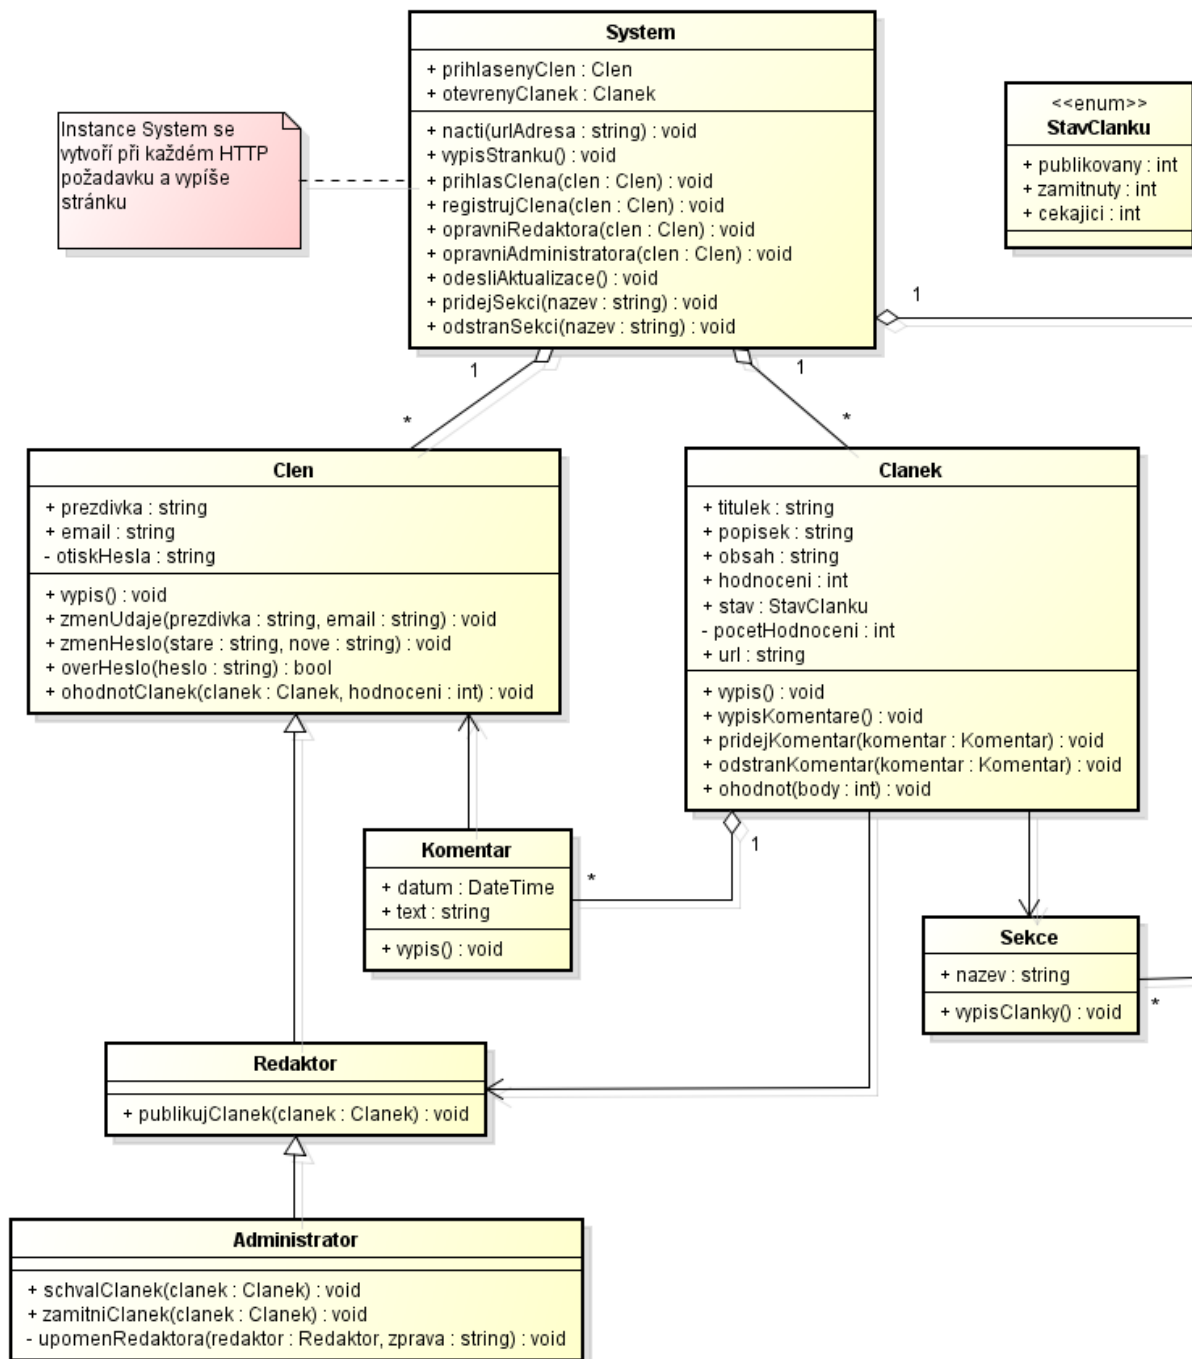 System
+ prihlasenyClen : Clen
+ otevrenyClanek : Clanek
+ nacti(urlAdresa : string) : void
+ vypisStranku() : void
+ prihlasClena(clen : Clen) : void
+ registrujClena(clen : Clen) : void
+ opravniRedaktora(clen : Clen) : void
+ opravniAdministratora(clen : Clen) : void
+ odesliAktualizace() : void
+ pridejSekci(nazev : string) : void
+ odstranSekci(nazev : string) : void
Instance System se
vytvoří při každém HTTP
požadavku a vypíše
stránku
<<enum>>
StavClanku
+ publikovany : int
+ zamitnuty : int
+ cekajici : int
1
1
1
*
*
Clen
+ prezdivka : string
+ email : string
- otiskHesla : string
+ vypis() : void
+ zmenUdaje(prezdivka : string, email : string) : void
+ zmenHeslo(stare : string, nove : string) : void
+ overHeslo(heslo : string) : bool
+ ohodnotClanek(clanek : Clanek, hodnoceni : int) : void
Clanek
+ titulek : string
+ popisek : string
+ obsah : string
+ hodnoceni : int
+ stav : StavClanku
- pocetHodnoceni : int
+ url : string
+ vypis() : void
+ vypisKomentare() : void
+ pridejKomentar(komentar : Komentar) : void
+ odstranKomentar(komentar : Komentar) : void
+ ohodnot(body : int) : void
Komentar
+ datum : DateTime
+ text : string
+ vypis() : void
*
1
Sekce
+ nazev : string
+ vypisClanky() : void
*
Redaktor
+ publikujClanek(clanek : Clanek) : void
Administrator
+ schvalClanek(clanek : Clanek) : void
+ zamitniClanek(clanek : Clanek) : void
- upomenRedaktora(redaktor : Redaktor, zprava : string) : void